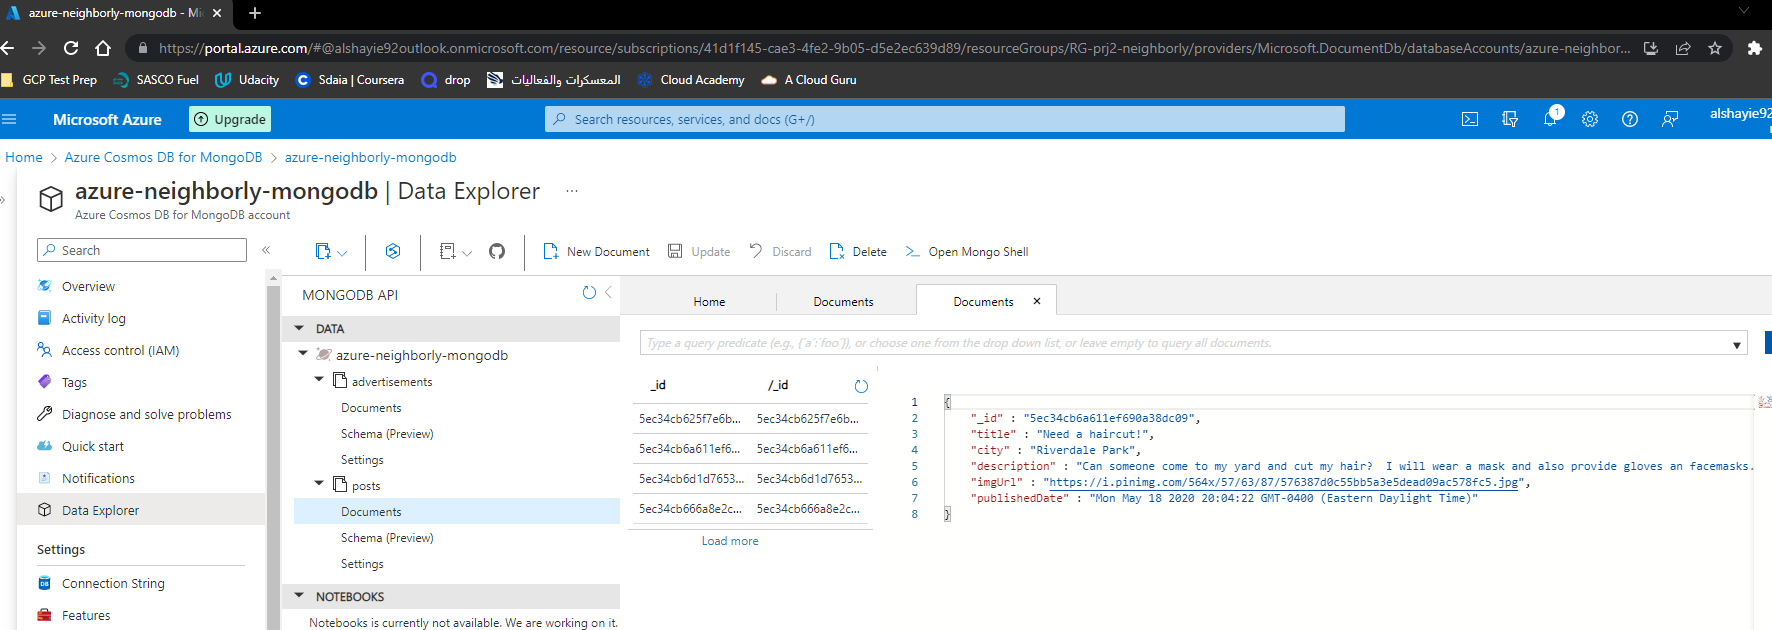 azure-neighborly-mongodb - Mi
https://portal.azure.com/#@alshayie92outlook.onmicrosoft.com/resource/subscriptions/41d1f145-cae3-4fe2-9b05-d5e2ec639d89/resourceGroups/RG-prj2-neighborly/providers/Microsoft.DocumentDb/databaseAccounts/azure-neighbor...
GCP Test Prep SASCO Fuel Udacity Sdaia | Coursera drop المعسكرات والفعاليات Cloud Academy A Cloud Guru
Microsoft Azure Upgrade Search resources, services, and docs (G+/) 1 alshayie92
Home > Azure Cosmos DB for MongoDB > azure-neighborly-mongodb
azure-neighborly-mongodb | Data Explorer ...
Azure Cosmos DB for MongoDB account
Search
New Document Update Discard Delete Open Mongo Shell
Overview
Activity log
Access control (IAM)
Tags
Diagnose and solve problems
Quick start
Notifications
Data Explorer
Settings
Connection String
Features
MONGODB API
DATA
azure-neighborly-mongodb
advertisements
Documents
Schema (Preview)
Settings
posts
Documents
Schema (Preview)
Settings
NOTEBOOKS
Notebooks is currently not available. We are working on it.
Home Documents Documents
Type a query predicate (e.g., {´a´:´foo´}), or choose one from the drop down list, or leave empty to query all documents.
_id /_id
5ec34cb625f7e6b... 5ec34cb625f7e6b...
5ec34cb6a611ef6... 5ec34cb6a611ef6...
5ec34cb6d1d7653... 5ec34cb6d1d7653...
5ec34cb666a8e2c... 5ec34cb666a8e2c...
Load more
1 {
2 "_id" : "5ec34cb6a611ef690a38dc09",
3 "title" : "Need a haircut!",
4 "city" : "Riverdale Park",
5 "description" : "Can someone come to my yard and cut my hair?  I will wear a mask and also provide gloves an facemasks.
6 "imgUrl" : "https://i.pinimg.com/564x/57/63/87/576387d0c55bb5a3e5dead09ac578fc5.jpg",
7 "publishedDate" : "Mon May 18 2020 20:04:22 GMT-0400 (Eastern Daylight Time)"
8 }